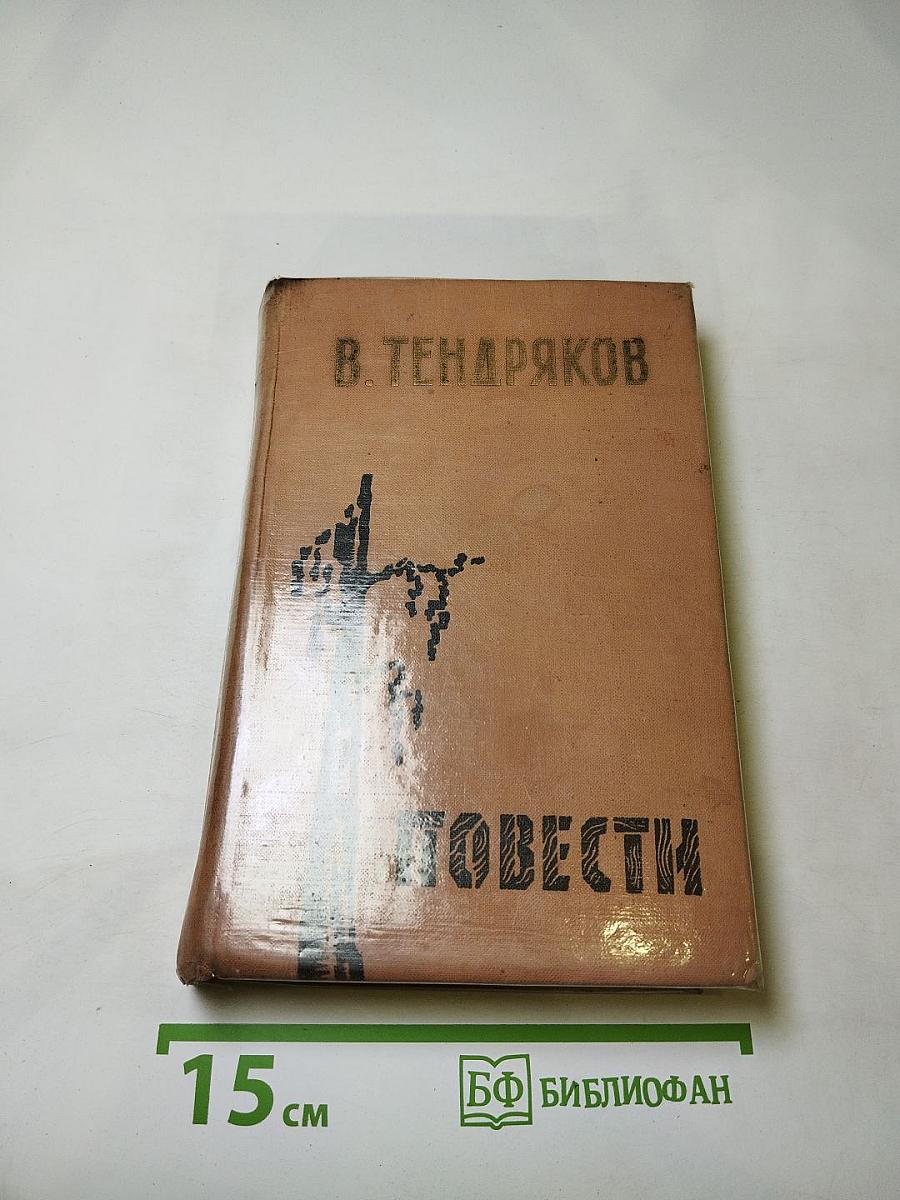 В. ТЕНДРЯКОВ
ПОВЕСТИ
15 см
БФ БИБЛИОФАН